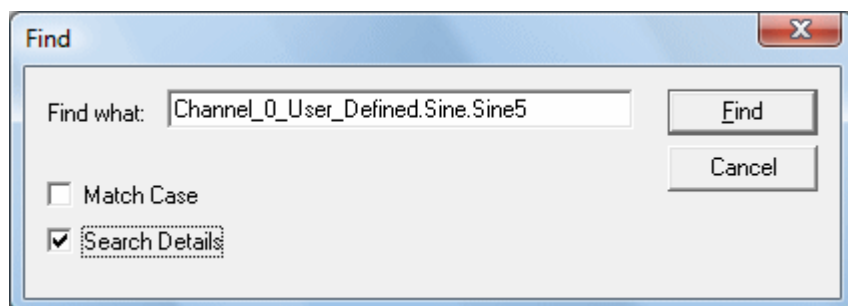 Find
Find what: Channel_0_User_Defined.Sine.Sine5 Find
Cancel
Match Case
Search Details